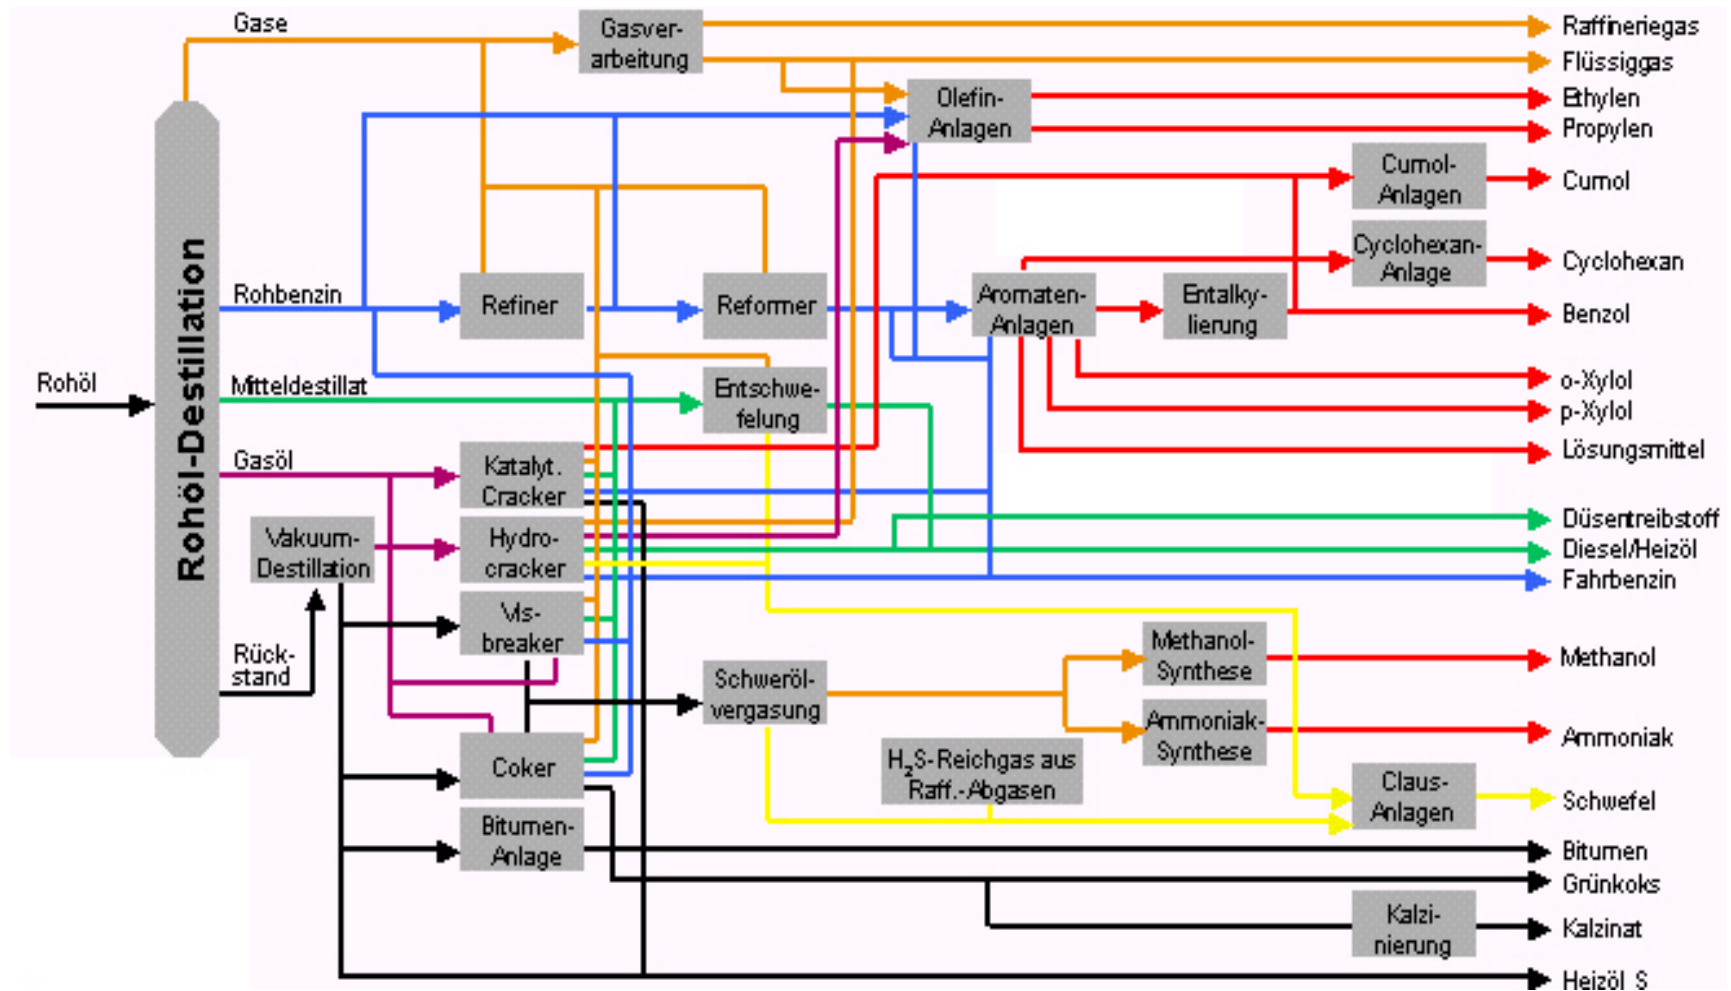 Gase
Gasver-
arbeitung
Raffineriegas
Flüssiggas
Olefin-
Anlagen
Ethylen
Propylen
Cumol-
Anlagen
Cumol
Rohöl-Destillation
Rohbenzin
Refiner
Reformer
Aromaten-
Anlagen
Entalky-
lierung
Cyclohexan-
Anlage
Cyclohexan
Benzol
Rohöl
Mitteldestillat
Entschwe-
felung
o-Xylol
p-Xylol
Lösungsmittel
Gasöl
Katalyt.
Cracker
Vakuum-
Destillation
Hydro-
cracker
Düsentreibstoff
Diesel/Heizöl
Fahrbenzin
Vis-
breaker
Rück-
stand
Schweröl-
vergasung
Methanol-
Synthese
Methanol
Ammoniak-
Synthese
Ammoniak
Coker
H2S-Reichgas aus
Raff.-Abgasen
Claus-
Anlagen
Schwefel
Bitumen-
Anlage
Bitumen
Grünkoks
Kalzi-
nierung
Kalzinat
Heizöl S